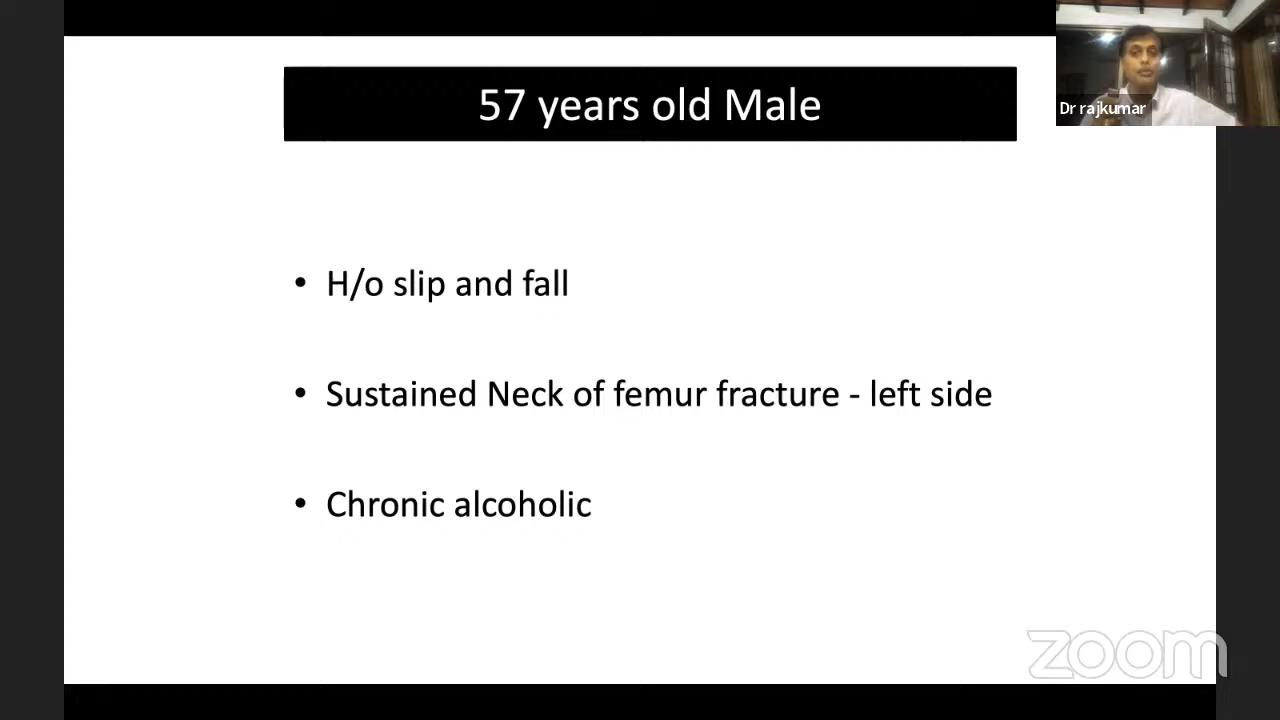 57 years old Male
Dr rajkumar
• H/o slip and fall
• Sustained Neck of femur fracture - left side
• Chronic alcoholic
zoom